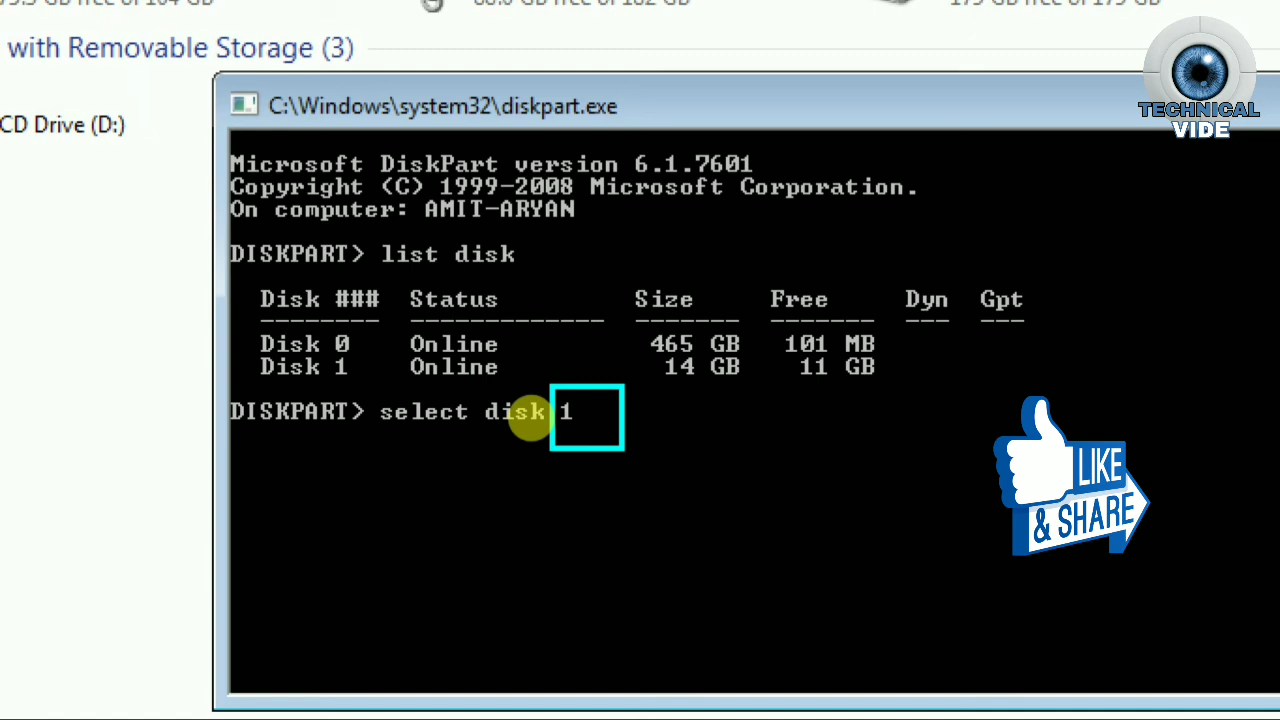 with Removable Storage (3)
CD Drive (D:)
TECHNICAL
VIDE
C:\Windows\system32\diskpart.exe
Microsoft DiskPart version 6.1.7601
Copyright (C) 1999-2008 Microsoft Corporation.
On computer: AMIT-ARYAN
DISKPART> list disk
Disk ### Status Size Free Dyn Gpt
-------- ------------- ------- ------- --- ---
Disk 0 Online 465 GB 101 MB
Disk 1 Online 14 GB 11 GB
DISKPART> select disk 1
LIKE
& SHARE